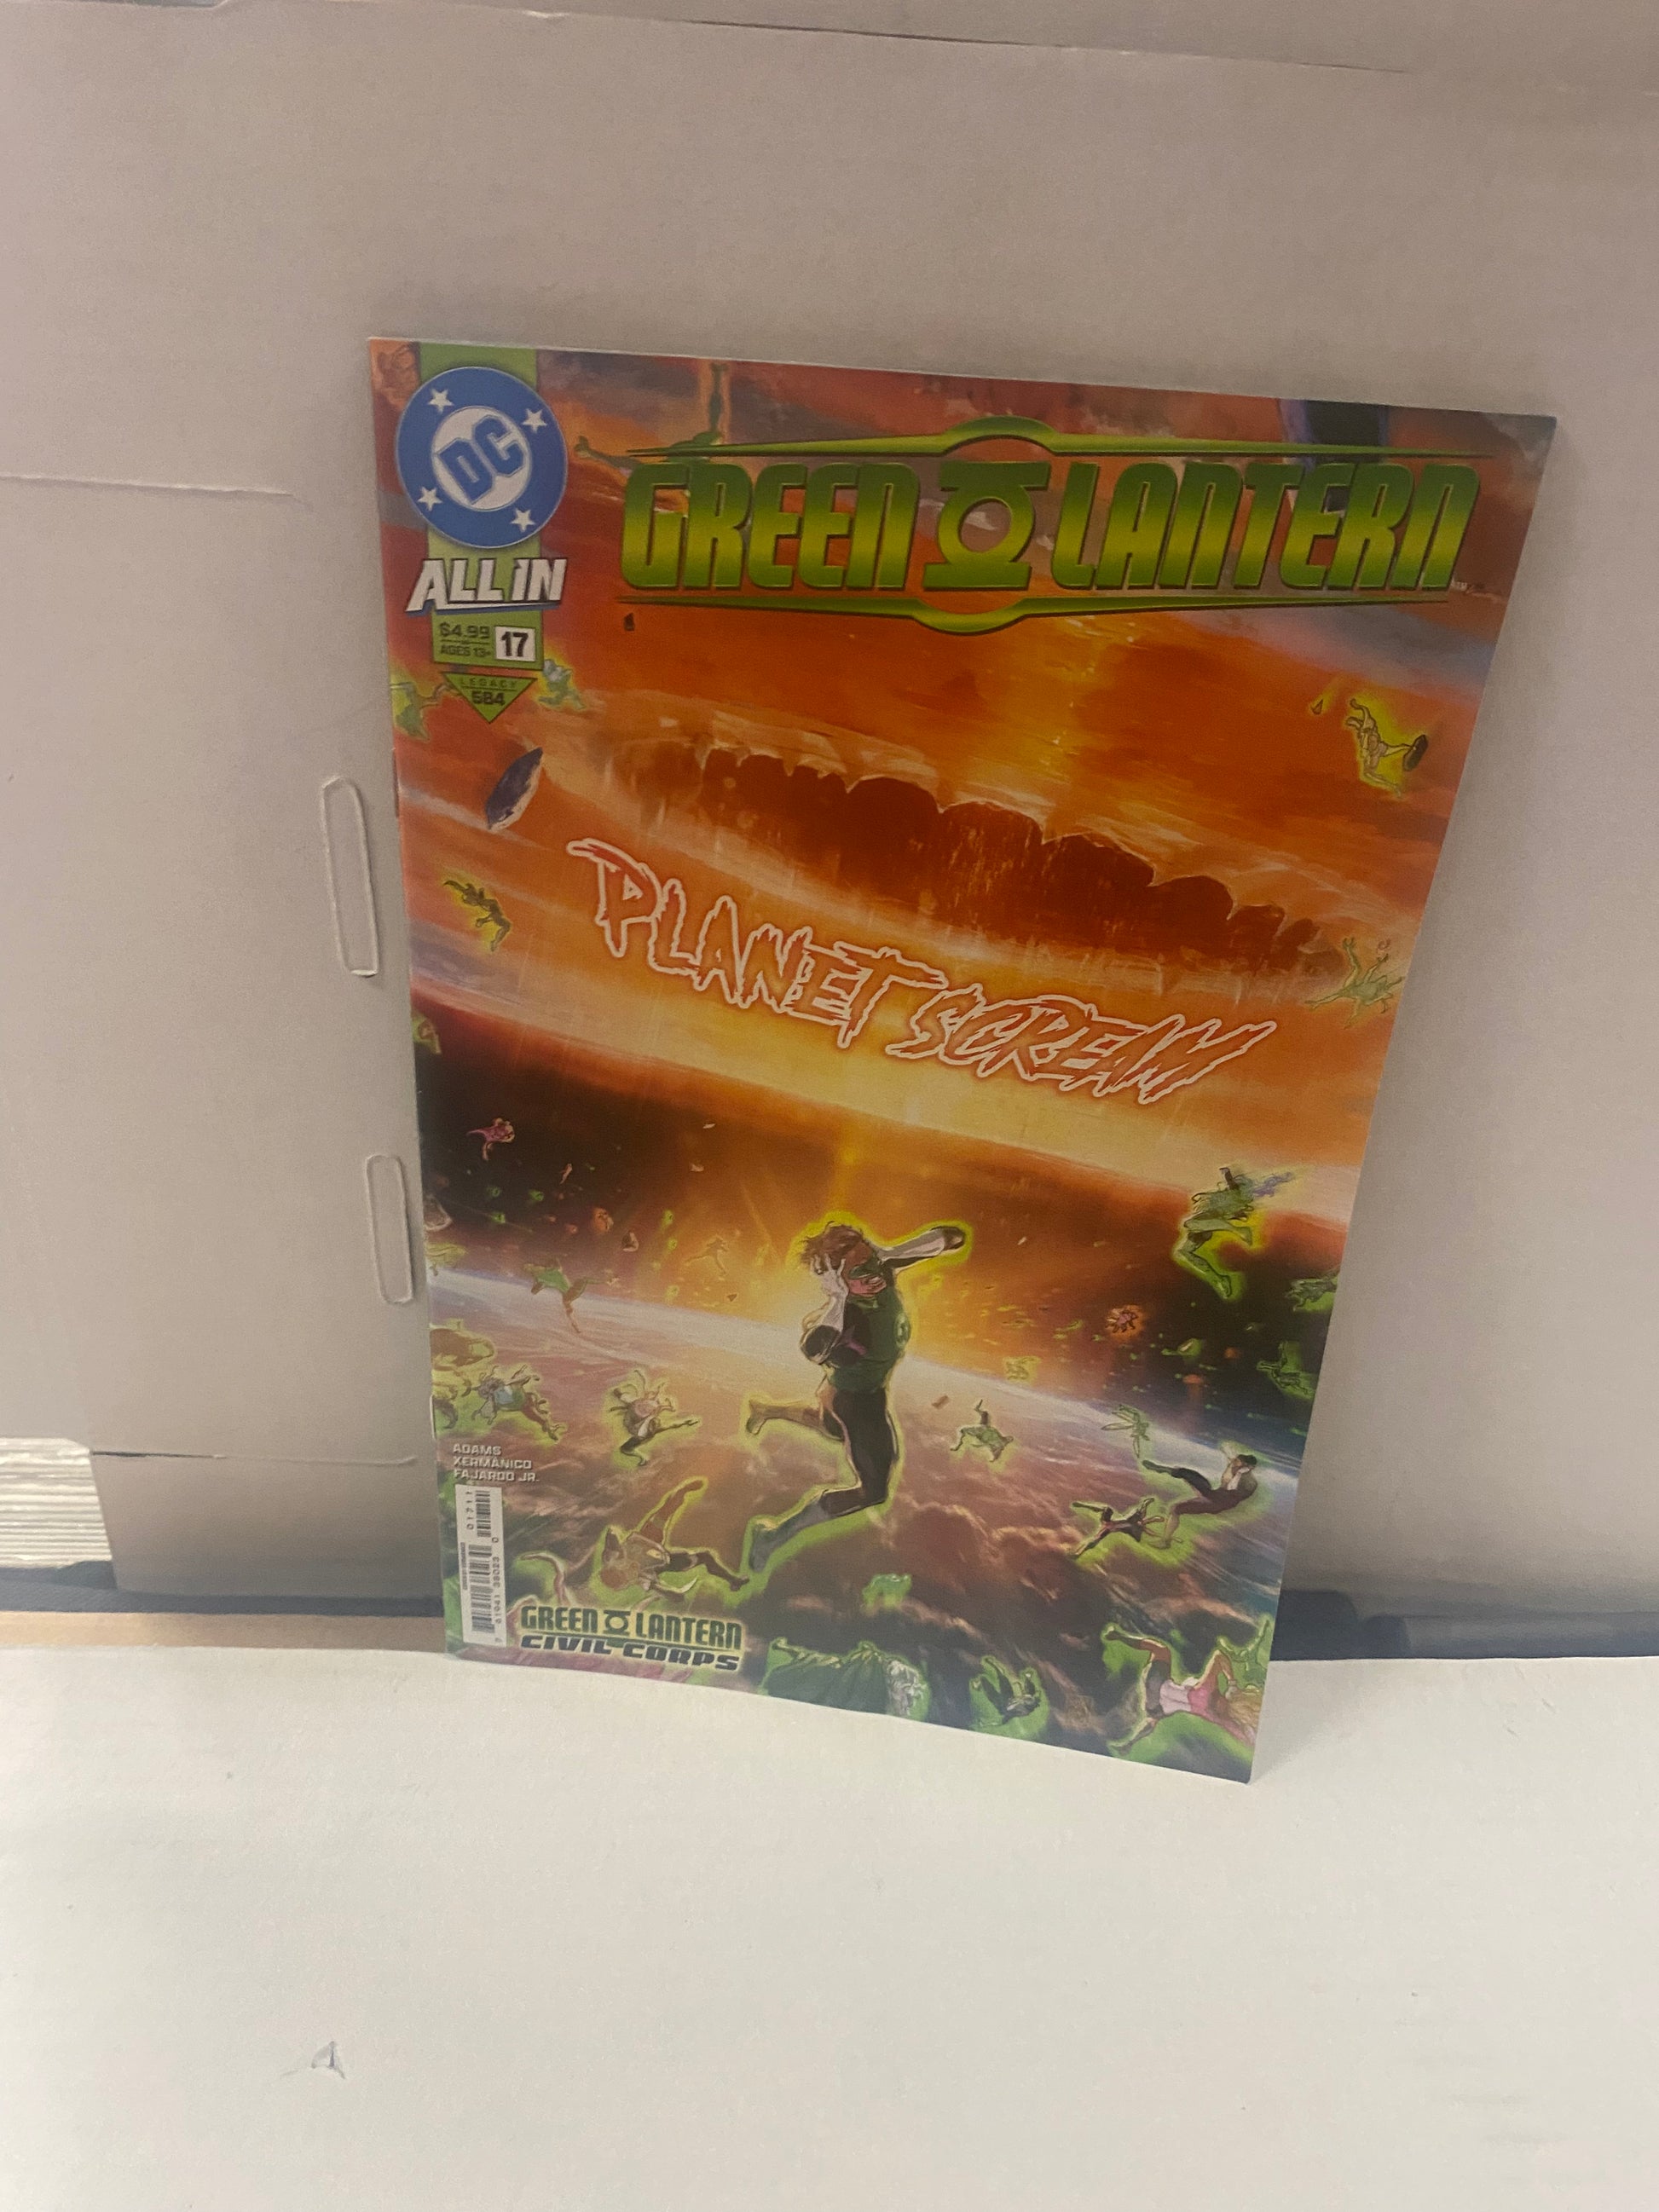 DC
ALL IN
$4.99
AGES 13+
17
LEGACY
584
GREEN LANTERN
PLANET SCREAM
ADAMS
XERMÁNICO
FAJARDO JR.
01711
GREEN LANTERN
CIVIL CORPS